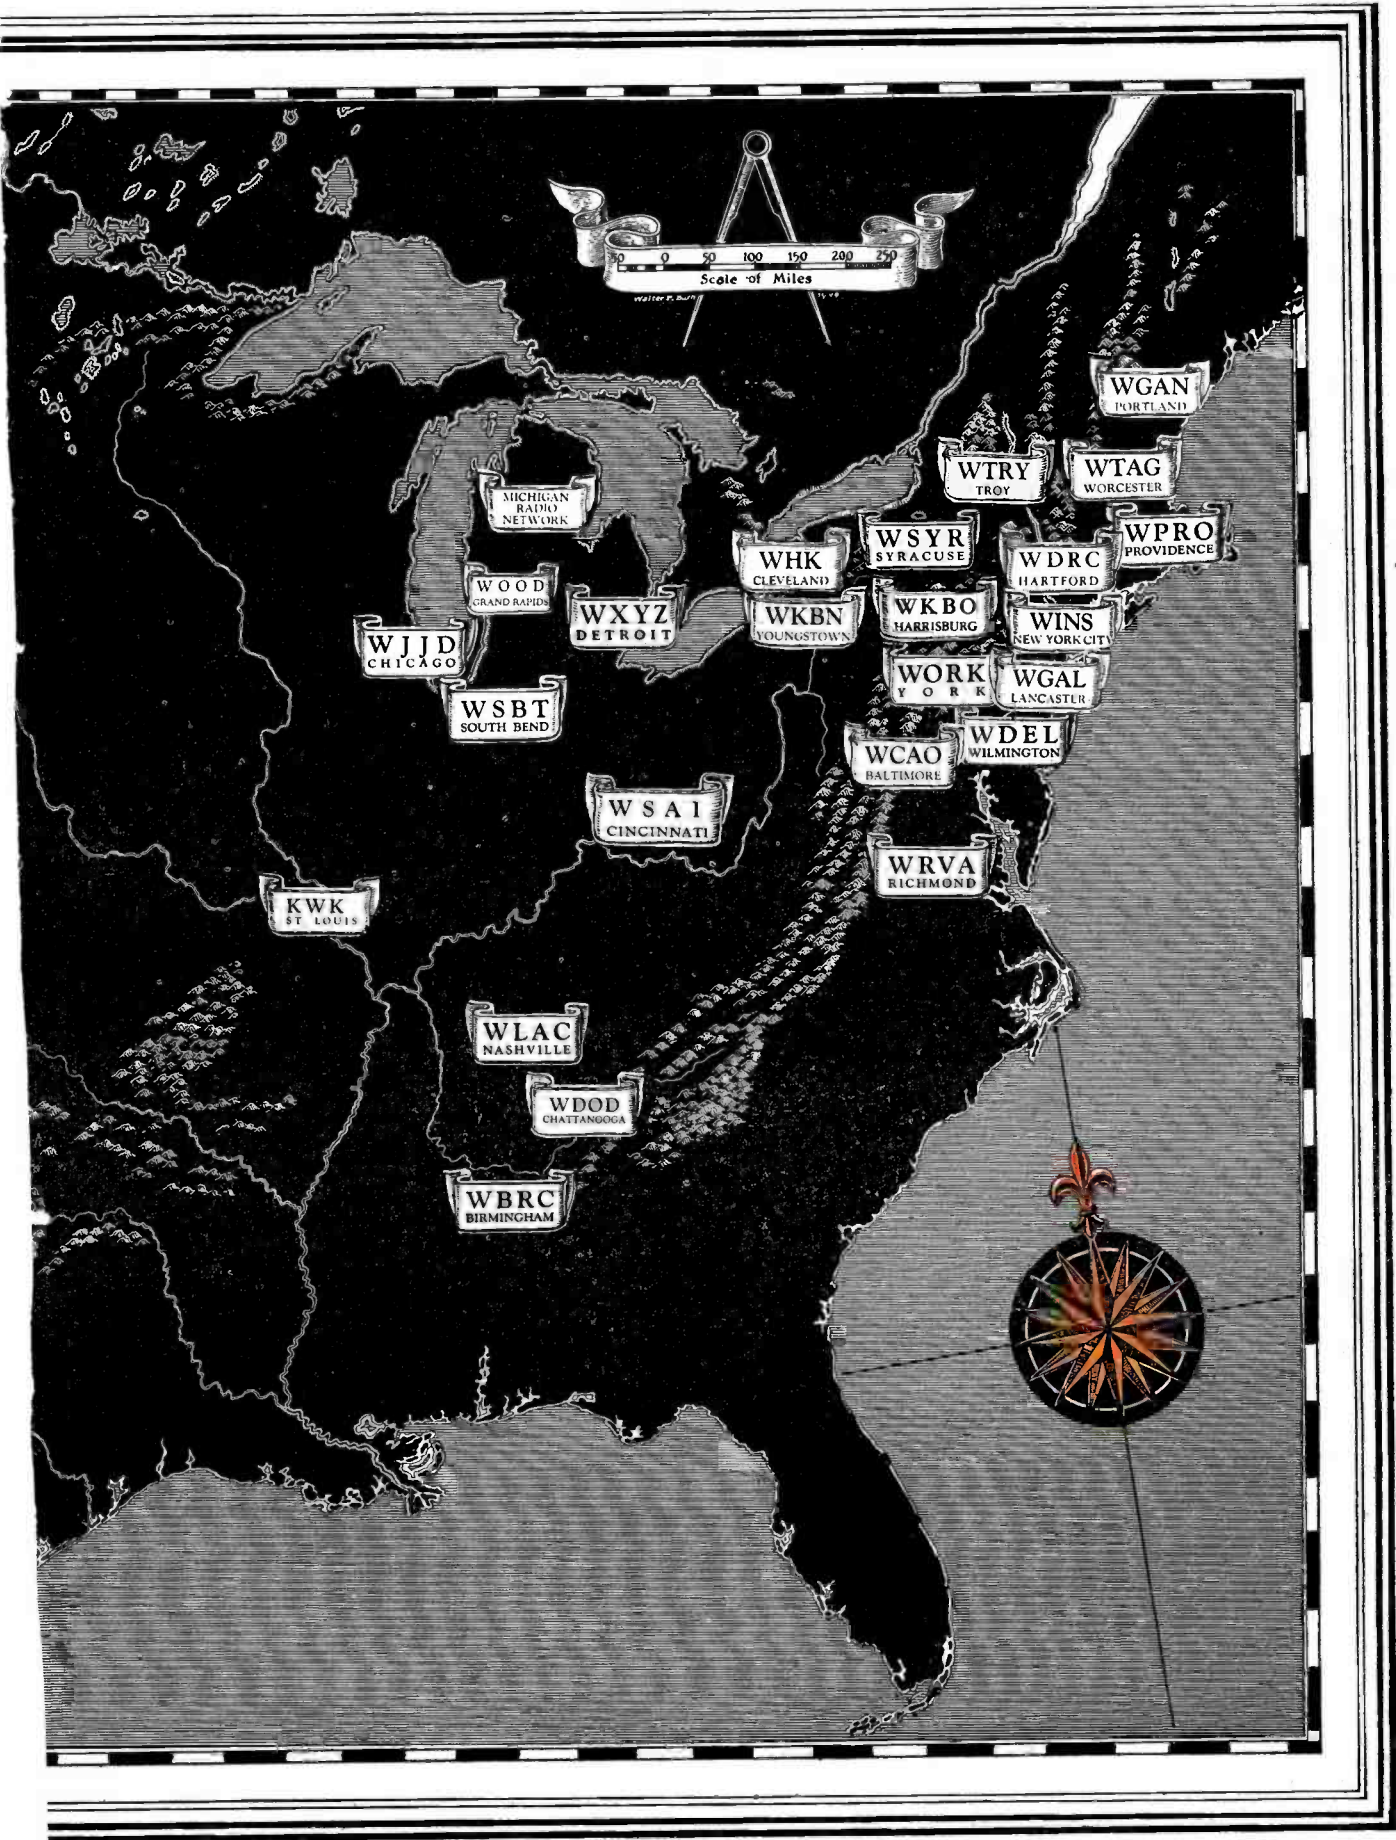 50 0 50 100 150 200 250
Scale of Miles
Walter P. Burn
WGAN
PORTLAND
WTRY
TROY
WTAG
WORCESTER
MICHIGAN
RADIO
NETWORK
WSYR
SYRACUSE
WPRO
PROVIDENCE
WHK
CLEVELAND
WDRC
HARTFORD
WOOD
GRAND RAPIDS
WXYZ
DETROIT
WKBN
YOUNGSTOWN
WKBO
HARRISBURG
WINS
NEW YORK CITY
WJJD
CHICAGO
WORK
YORK
WGAL
LANCASTER
WSBT
SOUTH BEND
WDEL
WILMINGTON
WCAO
BALTIMORE
WSAI
CINCINNATI
WRVA
RICHMOND
KWK
ST. LOUIS
WLAC
NASHVILLE
WDOD
CHATTANOOGA
WBRC
BIRMINGHAM